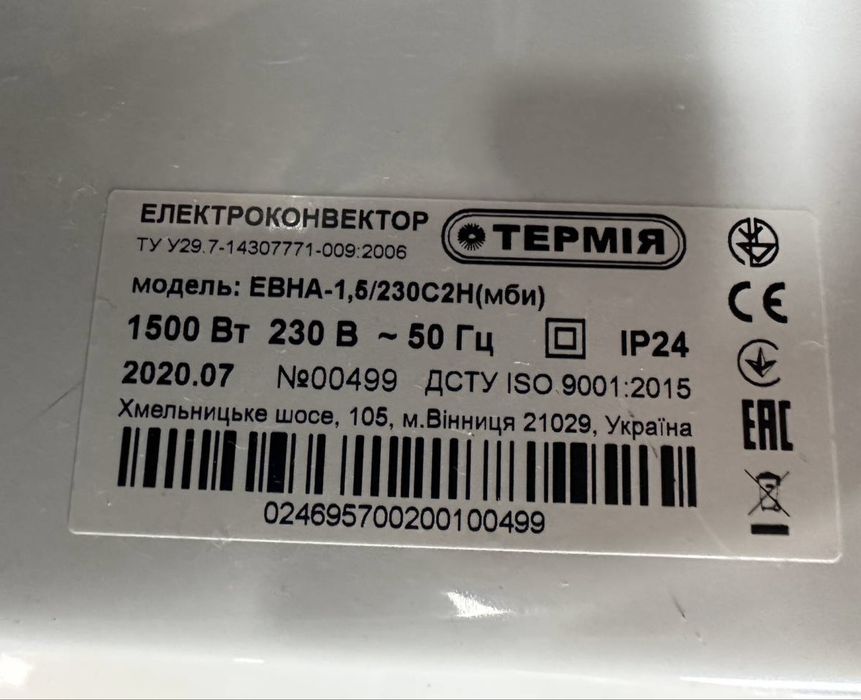 ЕЛЕКТРОКОНВЕКТОР
ТЕРМІЯ
ТУ У29.7-14307771-009:2006
модель: ЕВНА-1,5/230С2Н(мби)
1500 Вт 230 В ~ 50 Гц IP24
2020.07 №00499 ДСТУ ISO 9001:2015
Хмельницьке шосе, 105, м.Вінниця 21029, Україна
024695700200100499
CE
EAC